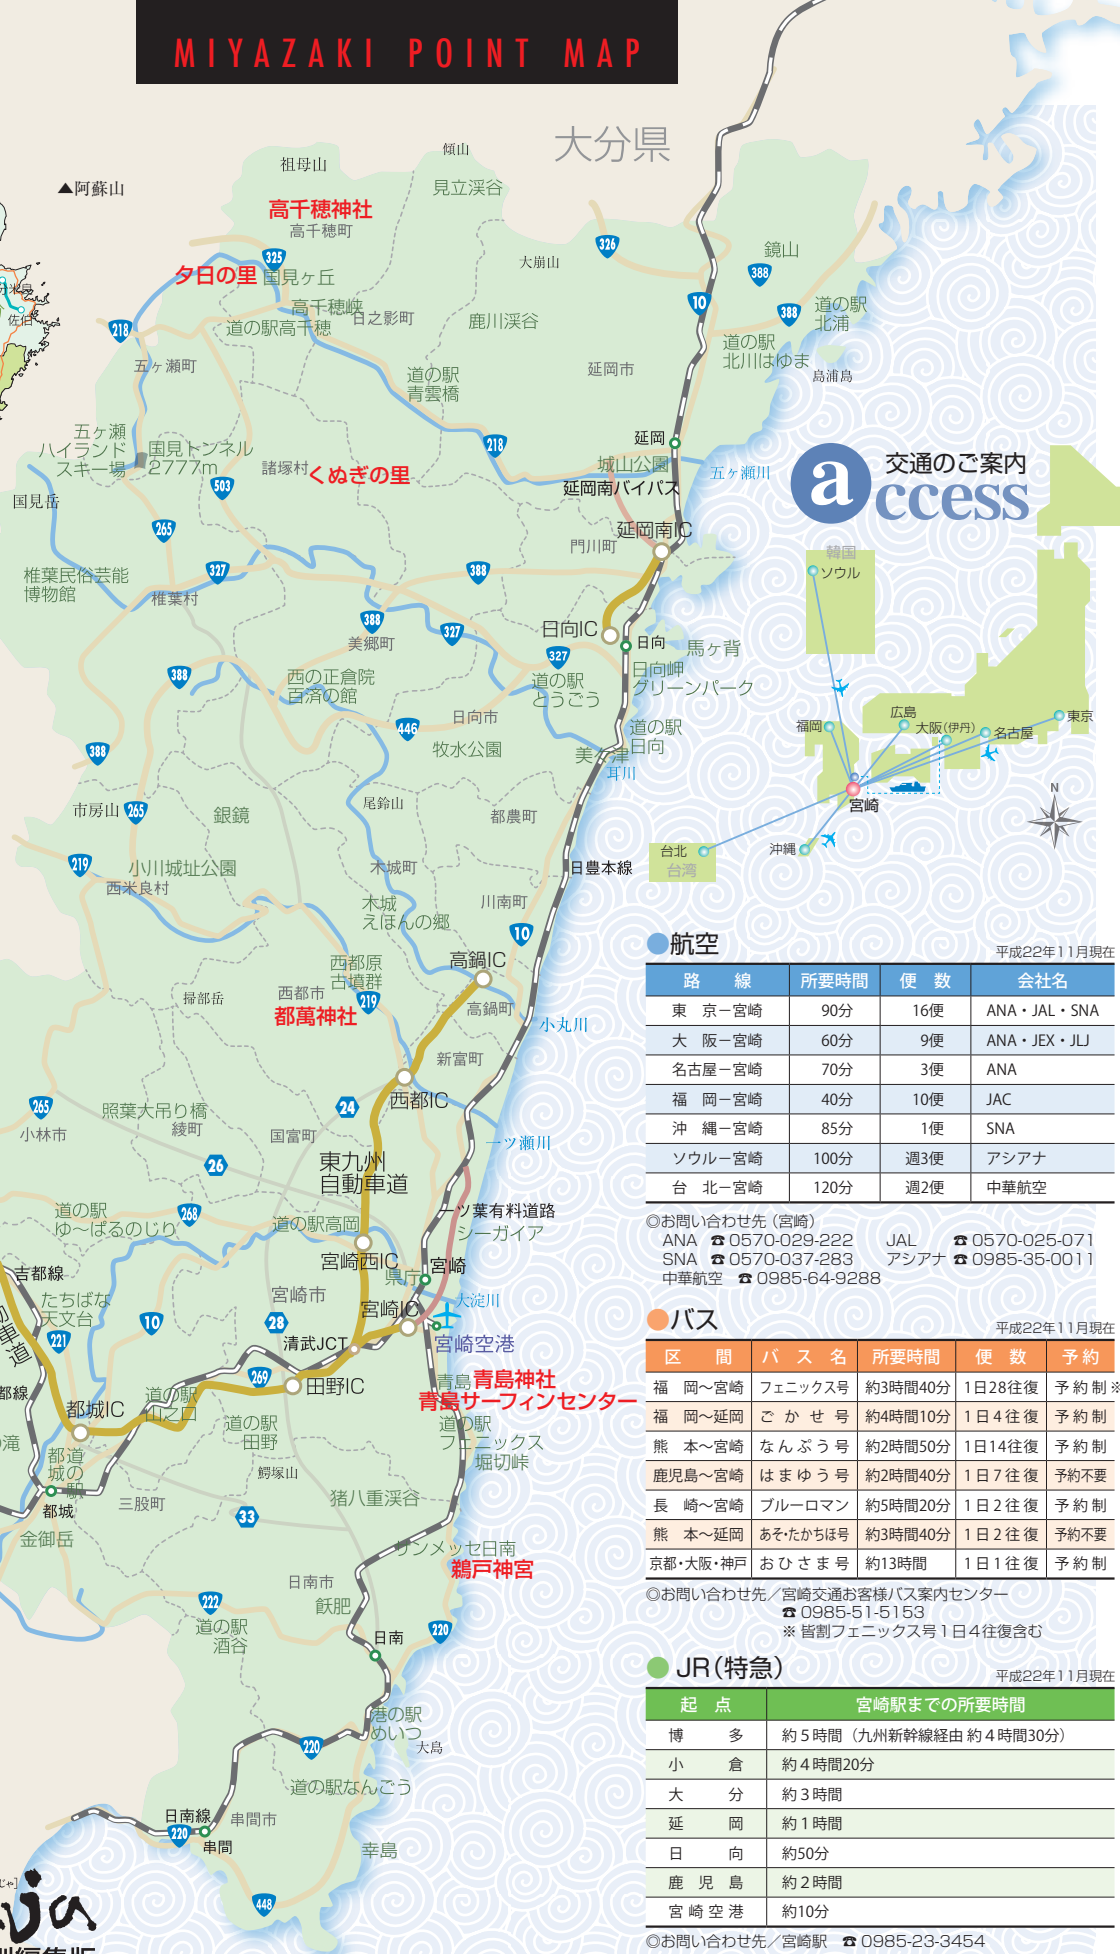 MIYAZAKI POINT MAP
大分県
傾山
祖母山
▲阿蘇山
見立渓谷
高千穂神社
高千穂町
326
鏡山
325
夕日の里
国見ヶ丘
大崩山
388
高千穂峡
日之影町
10
388
道の駅
北浦
佐伯
218
道の駅高千穂
鹿川渓谷
道の駅
北川はゆま
五ヶ瀬町
道の駅
青雲橋
延岡市
島浦島
五ヶ瀬
ハイランド
スキー場
国見トンネル
2777m
218
延岡
城山公園
五ヶ瀬川
諸塚村
くぬぎの里
延岡南バイパス
国見岳
503
265
延岡南IC
門川町
椎葉民俗芸能
博物館
327
388
椎葉村
388
美郷町
327
日向IC
日向
馬ヶ背
327
日向岬
グリーンパーク
388
西の正倉院
百済の館
道の駅
とうごう
446
日向市
道の駅
日向
388
牧水公園
美々津
耳川
市房山
265
銀鏡
尾鈴山
都農町
219
小川城址公園
西米良村
木城町
日豊本線
木城
えほんの郷
川南町
10
西都原
古墳群
高鍋IC
掃部岳
西都市
219
高鍋町
都萬神社
小丸川
新富町
265
小林市
照葉大吊り橋
綾町
24
西都IC
国富町
一ツ瀬川
26
東九州
自動車道
道の駅
ゆ～ぱるのじり
268
道の駅高岡
一ツ葉有料道路
シーガイア
吉都線
宮崎西IC
県庁
宮崎
たちばな
天文台
宮崎市
大淀川
10
28
宮崎IC
221
清武JCT
宮崎空港
269
田野IC
青島
青島神社
青島サーフィンセンター
都城IC
道の駅
山之口
道の駅
田野
道の駅
フェニックス
堀切峠
道の駅
都城
都城
鰐塚山
三股町
猪八重渓谷
33
金御岳
サンメッセ日南
鵜戸神宮
日南市
222
飫肥
道の駅
酒谷
220
日南
港の駅
めいつ
大島
220
道の駅なんごう
日南線
220
串間市
串間
幸島
448
access
交通のご案内
韓国
ソウル
福岡
広島
大阪(伊丹)
名古屋
東京
宮崎
N
台北
台湾
沖縄
●航空
平成22年11月現在
路　線　所要時間　便　数　会社名
東　京－宮崎　90分　16便　ANA・JAL・SNA
大　阪－宮崎　60分　9便　ANA・JEX・JLJ
名古屋－宮崎　70分　3便　ANA
福　岡－宮崎　40分　10便　JAC
沖　縄－宮崎　85分　1便　SNA
ソウル－宮崎　100分　週3便　アシアナ
台　北－宮崎　120分　週2便　中華航空
◎お問い合わせ先（宮崎）
ANA ☎0570-029-222　JAL ☎0570-025-071
SNA ☎0570-037-283　アシアナ ☎0985-35-0011
中華航空 ☎0985-64-9288
●バス
平成22年11月現在
区　間　バ ス 名　所要時間　便　数　予 約
福　岡～宮崎　フェニックス号　約3時間40分　1日28往復　予 約 制 ※
福　岡～延岡　ご か せ 号　約4時間10分　1日4往復　予 約 制
熊　本～宮崎　なんぷう号　約2時間50分　1日14往復　予 約 制
鹿児島～宮崎　はまゆう号　約2時間40分　1日7往復　予約不要
長　崎～宮崎　ブルーロマン　約5時間20分　1日2往復　予 約 制
熊　本～延岡　あそ・たかちほ号　約3時間40分　1日2往復　予約不要
京都・大阪・神戸　おひさま号　約13時間　1日1往復　予 約 制
◎お問い合わせ先／宮崎交通お客様バス案内センター
☎ 0985-51-5153
※ 皆割フェニックス号1日4往復含む
●JR（特急）
平成22年11月現在
起　点　宮崎駅までの所要時間
博　多　約5時間（九州新幹線経由 約4時間30分）
小　倉　約4時間20分
大　分　約3時間
延　岡　約1時間
日　向　約50分
鹿 児 島　約2時間
宮 崎 空 港　約10分
◎お問い合わせ先／宮崎駅 ☎ 0985-23-3454